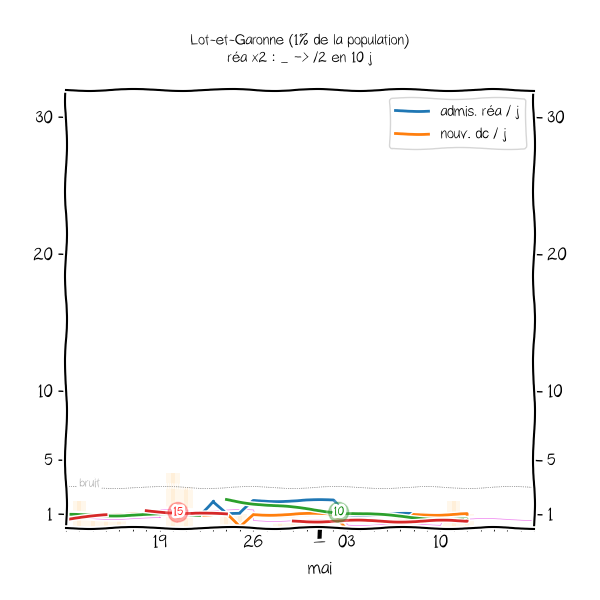 Lot-et-Garonne (1% de la population)
réa x2 : _ -> /2 en 10 j
admis. réa / j
nouv. dc / j
30
30
20
20
10
10
5
5
bruit
1
1
15
10
19
26
03
10
mai